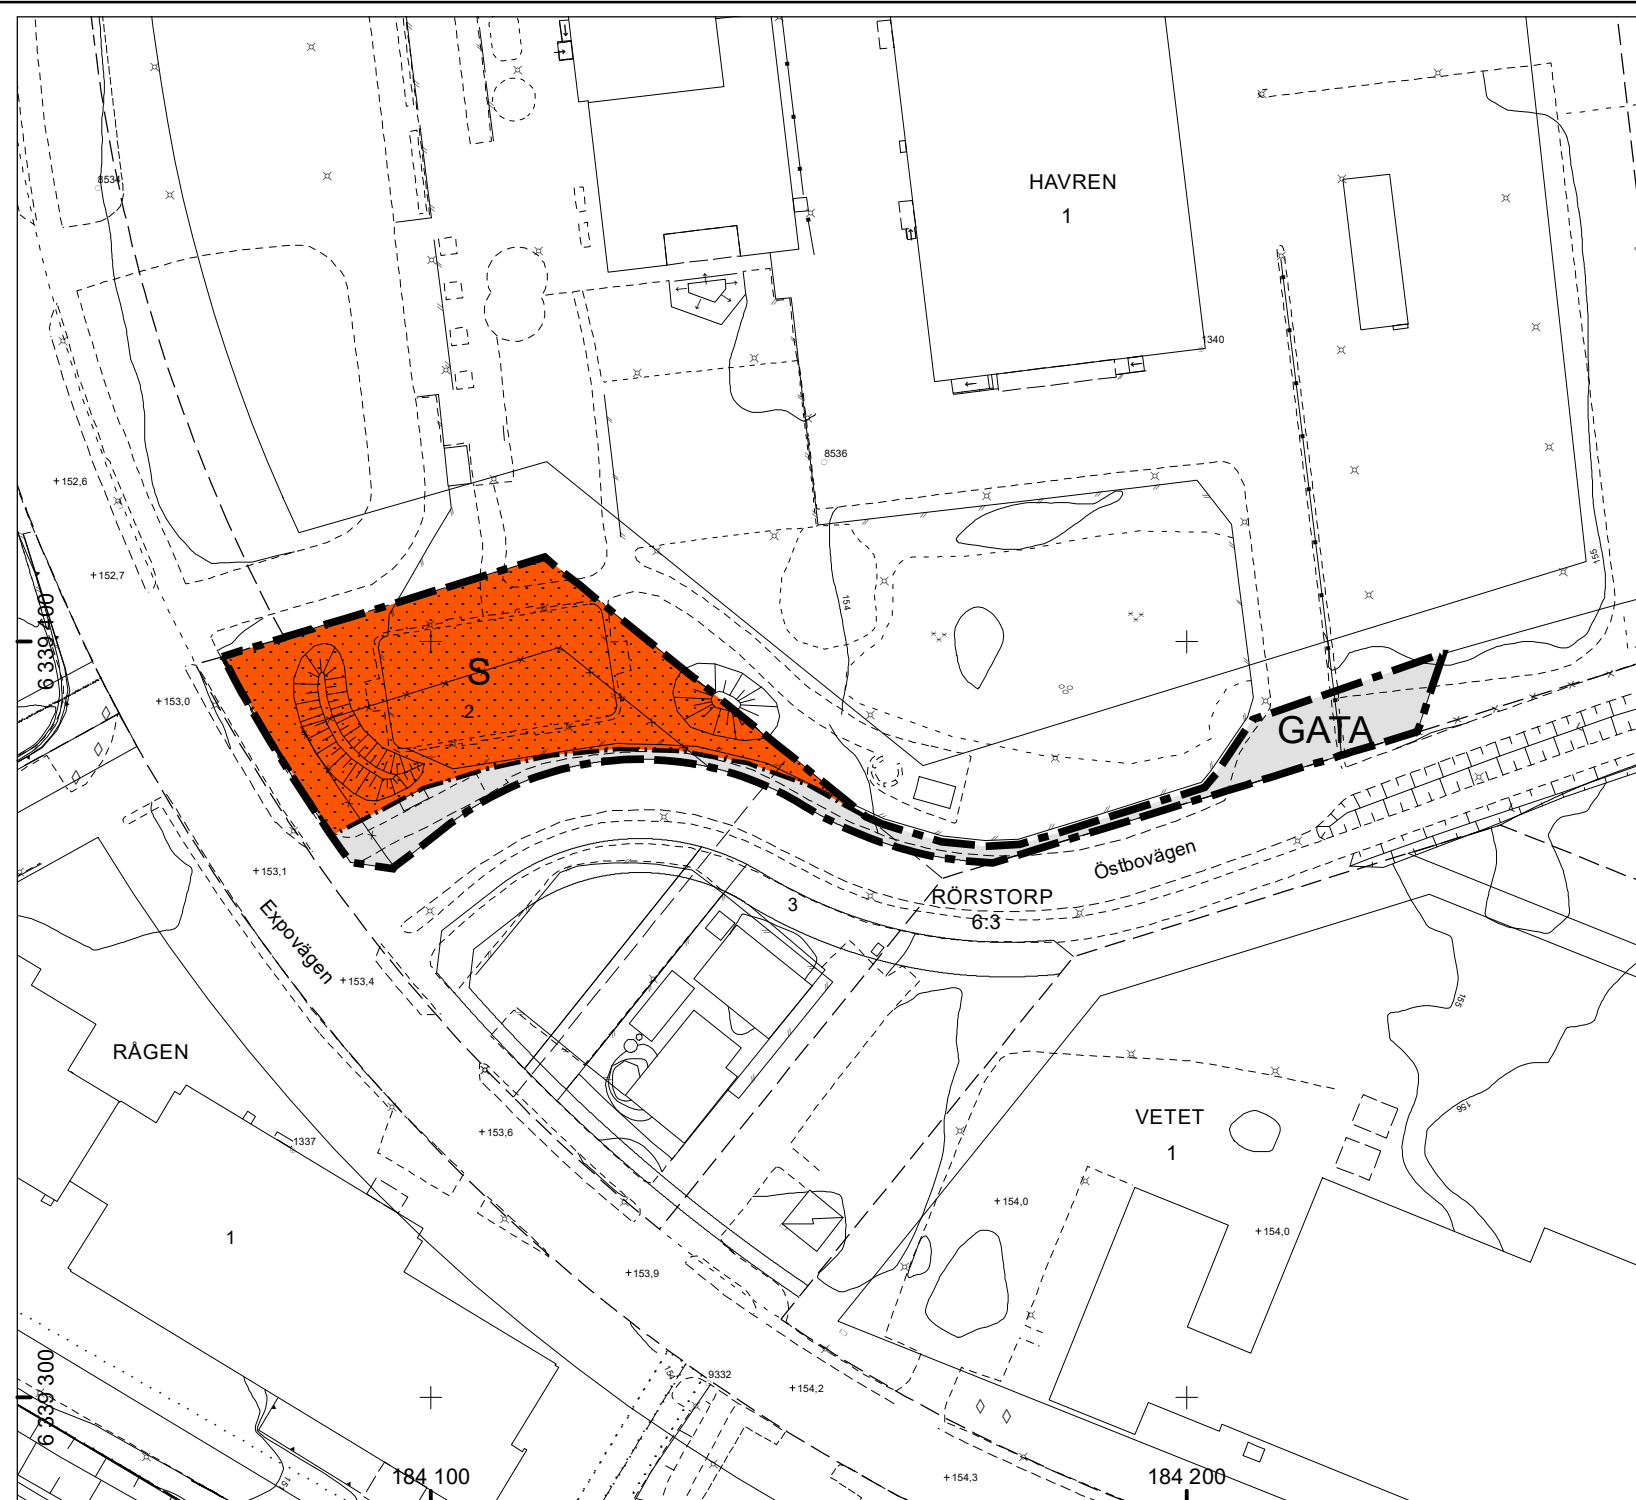 8534
HAVREN
1
1340
8536
+152,6
+152,7
6 339 400
154
155
S
2
+153,0
GATA
Östbovägen
+153,1
RÖRSTORP
6:3
3
Expovägen
+153,4
155
RÅGEN
156
VETET
1
1337
+153,6
+154,0
+154,0
1
+153,9
9332
+154,2
6 339 300
184 100
184 200
+154,3